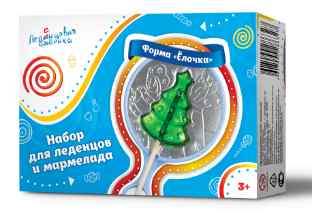 Леденцовая
фабрика
Форма «Ёлочка»
Набор
для леденцов
и мармелада
3+